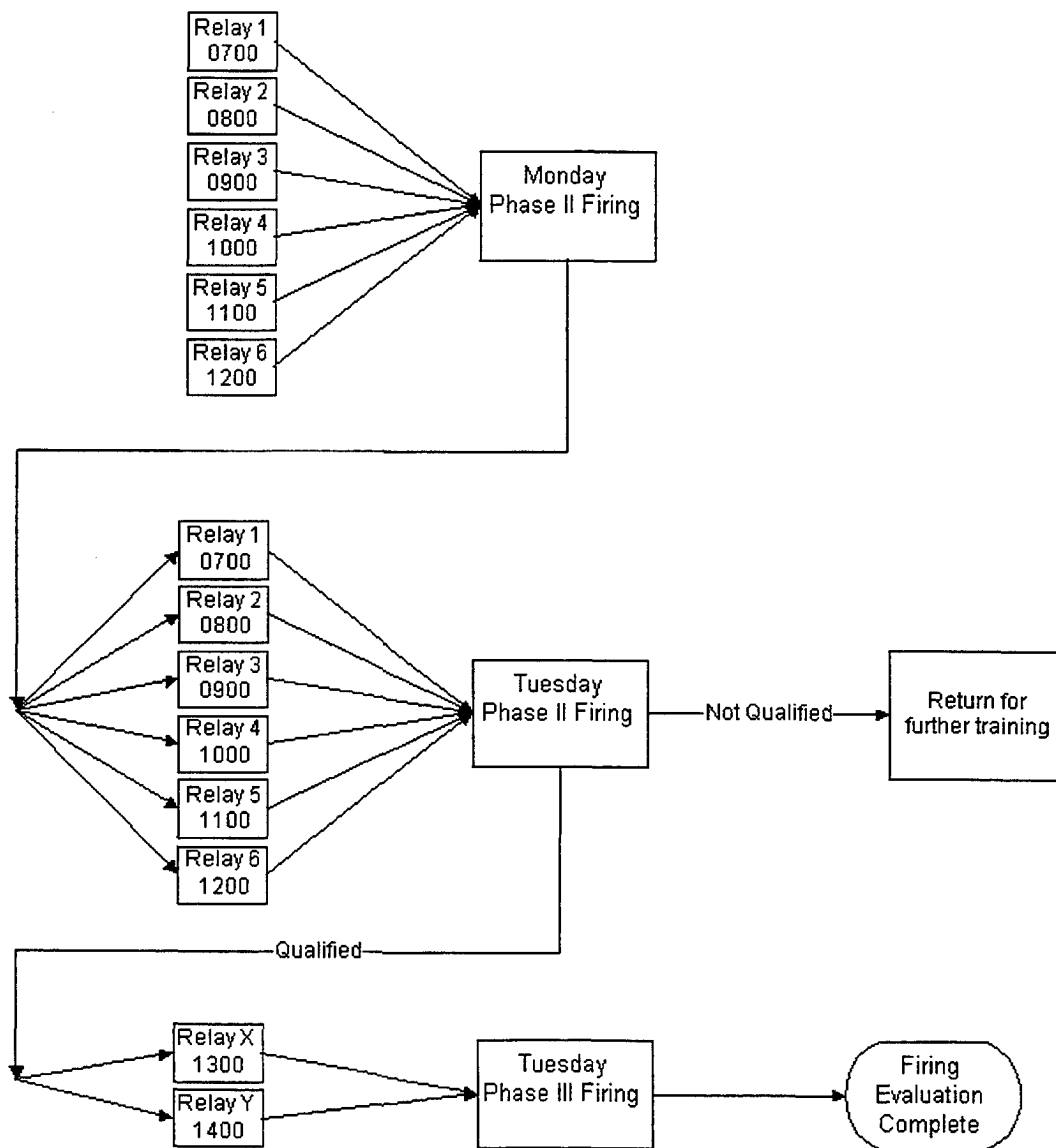 Relay 1
0700
Relay 2
0800
Relay 3
0900
Relay 4
1000
Relay 5
1100
Relay 6
1200
Monday
Phase II Firing
Relay 1
0700
Relay 2
0800
Relay 3
0900
Relay 4
1000
Relay 5
1100
Relay 6
1200
Tuesday
Phase II Firing
Not Qualified
Return for
further training
Qualified
Relay X
1300
Relay Y
1400
Tuesday
Phase III Firing
Firing
Evaluation
Complete